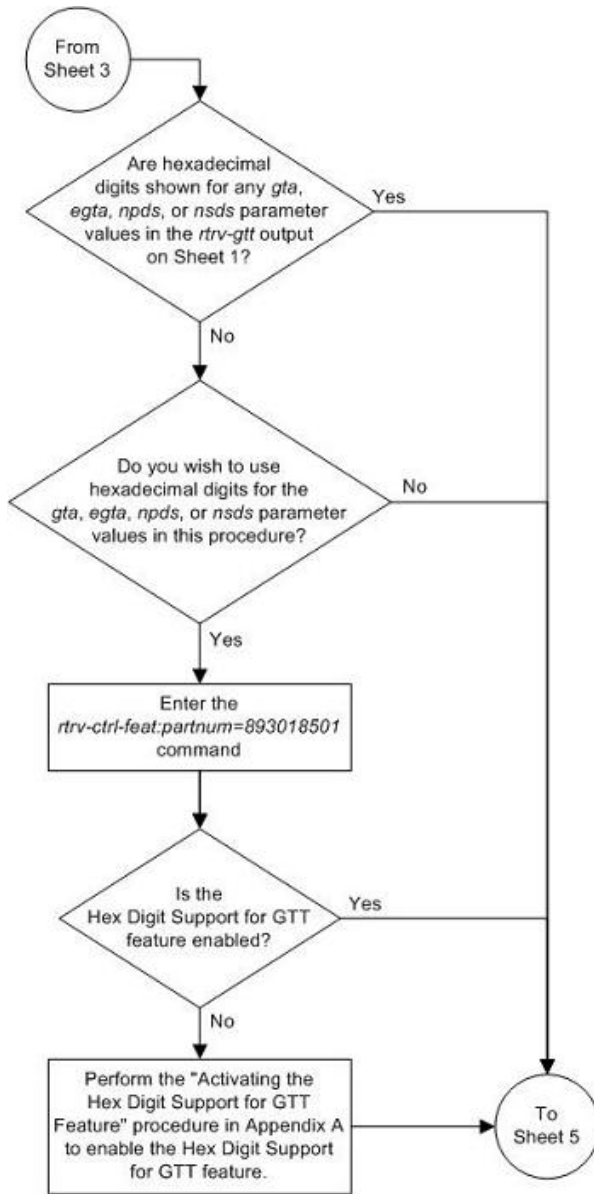 From
Sheet 3
Are hexadecimal
digits shown for any gta,
egta, npds, or nsds parameter
values in the rtrv-gtt output
on Sheet 1?
Yes
No
Do you wish to use
hexadecimal digits for the
gta, egta, npds, or nsds parameter
values in this procedure?
No
Yes
Enter the
rtrv-ctrl-feat:partnum=893018501
command
Is the
Hex Digit Support for GTT
feature enabled?
Yes
No
Perform the "Activating the
Hex Digit Support for GTT
Feature" procedure in Appendix A
to enable the Hex Digit Support
for GTT feature.
To
Sheet 5